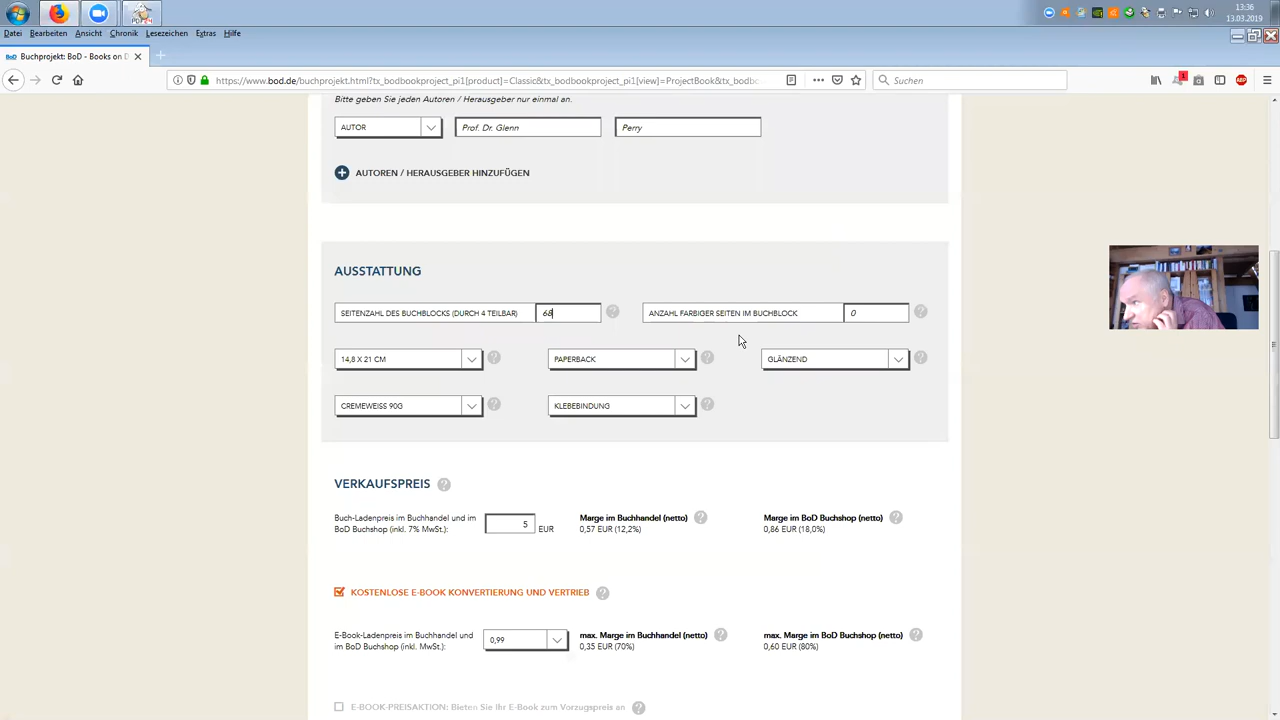 13:36
13.03.2019
Datei Bearbeiten Ansicht Chronik Lesezeichen Extras Hilfe
BoD Buchprojekt: BoD - Books on D
https://www.bod.de/buchprojekt.html?tx_bodbookproject_pi1[product]=Classic&tx_bodbookproject_pi1[view]=ProjectBook&tx_bodbo
Suchen
1
ABP
Bitte geben Sie jeden Autoren / Herausgeber nur einmal an.
AUTOR Prof. Dr. Glenn Perry
AUTOREN / HERAUSGEBER HINZUFÜGEN
AUSSTATTUNG
SEITENZAHL DES BUCHBLOCKS (DURCH 4 TEILBAR) 68 ? ANZAHL FARBIGER SEITEN IM BUCHBLOCK 0 ?
14,8 X 21 CM ? PAPERBACK ? GLÄNZEND ?
CREMEWEISS 90G ? KLEBEBINDUNG ?
VERKAUFSPREIS ?
Buch-Ladenpreis im Buchhandel und im
BoD Buchshop (inkl. 7% MwSt.):
5 EUR
Marge im Buchhandel (netto) ?
0,57 EUR (12,2%)
Marge im BoD Buchshop (netto) ?
0,86 EUR (18,0%)
KOSTENLOSE E-BOOK KONVERTIERUNG UND VERTRIEB ?
E-Book-Ladenpreis im Buchhandel und
im BoD Buchshop (inkl. MwSt.):
0,99
max. Marge im Buchhandel (netto) ?
0,35 EUR (70%)
max. Marge im BoD Buchshop (netto) ?
0,60 EUR (80%)
E-BOOK-PREISAKTION: Bieten Sie Ihr E-Book zum Vorzugspreis an ?